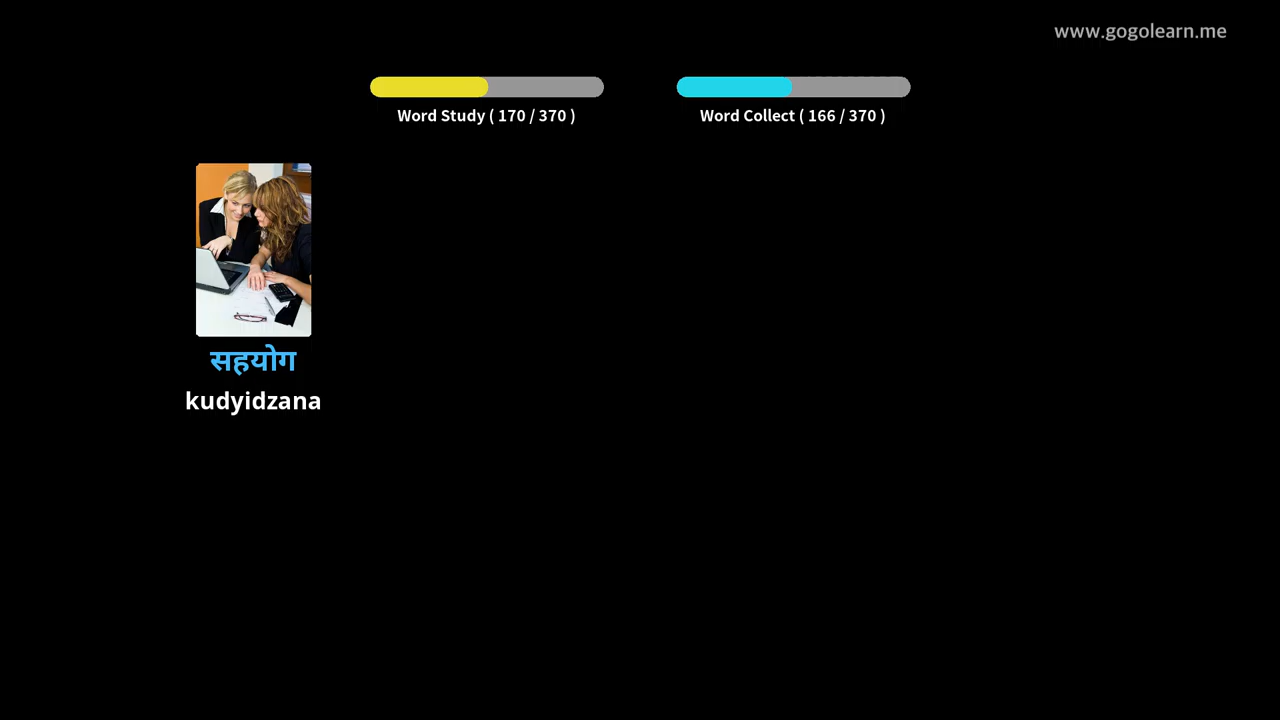 www.gogolearn.me
Word Study ( 170 / 370 )
Word Collect ( 166 / 370 )
सहयोग
kudyidzana